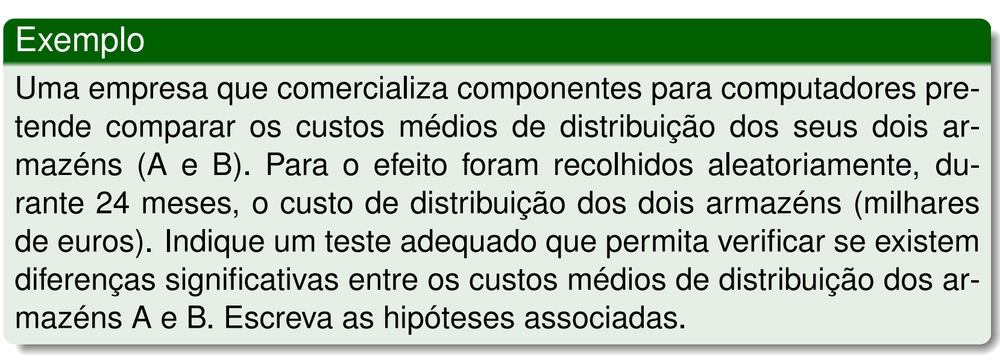 Exemplo
Uma empresa que comercializa componentes para computadores pre-
tende comparar os custos médios de distribuição dos seus dois ar-
mazéns (A e B). Para o efeito foram recolhidos aleatoriamente, du-
rante 24 meses, o custo de distribuição dos dois armazéns (milhares
de euros). Indique um teste adequado que permita verificar se existem
diferenças significativas entre os custos médios de distribuição dos ar-
mazéns A e B. Escreva as hipóteses associadas.